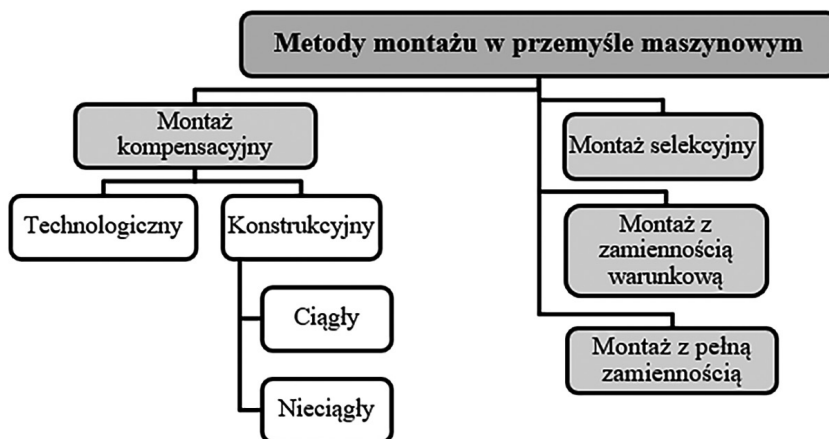 Metody montażu w przemyśle maszynowym
Montaż
kompensacyjny
Technologiczny
Konstrukcyjny
Ciągły
Nieciągły
Montaż selekcyjny
Montaż z
zamiennością
warunkową
Montaż z pełną
zamiennością